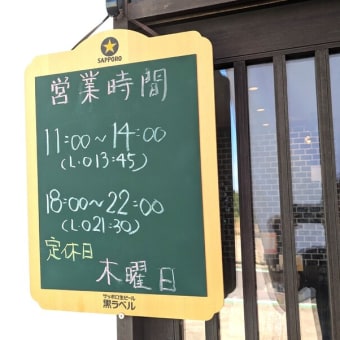 SAPPORO
営業時間
11:00～14:00
(L.O13:45)
18:00～22:00
(L.O21:30)
定休日
木曜日
サッポロ生ビール
黒ラベル